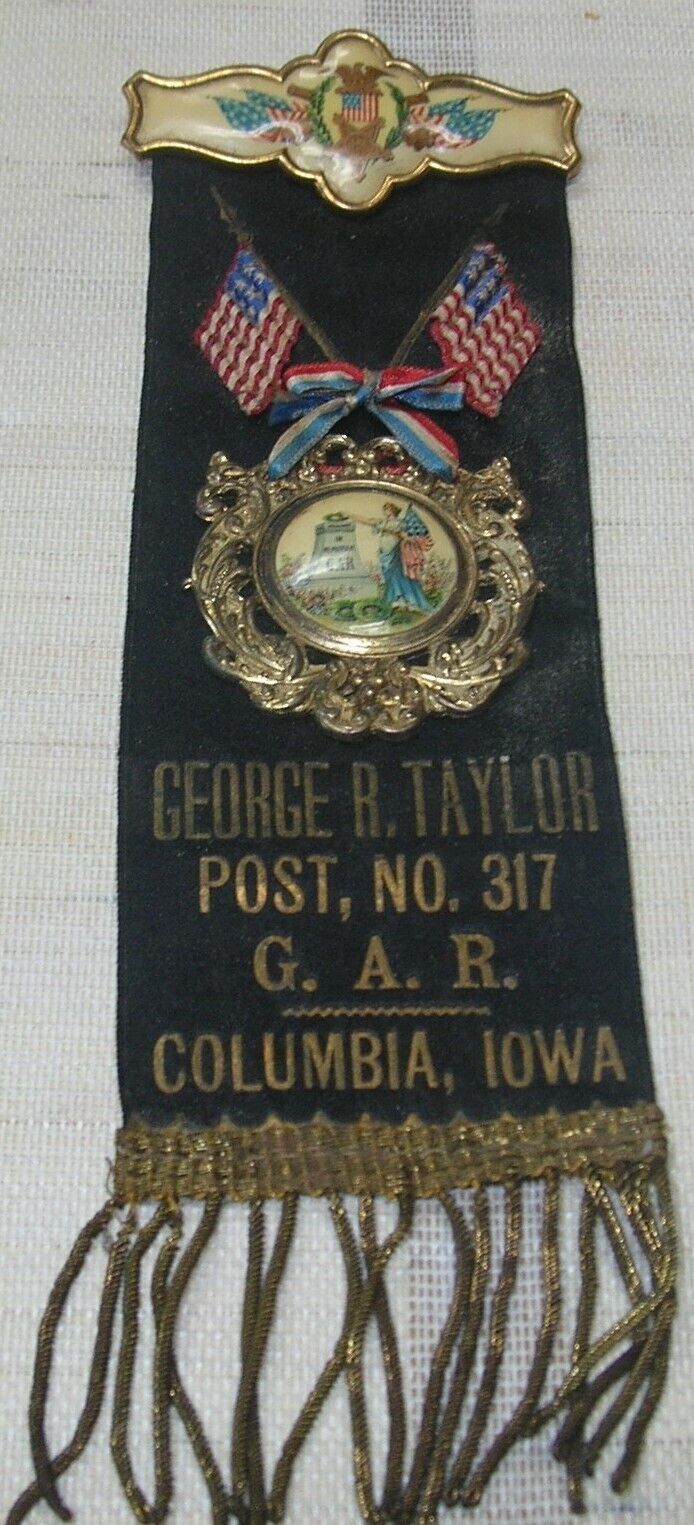 GEORGE R. TAYLOR
POST, NO. 317
G. A. R.
COLUMBIA, IOWA